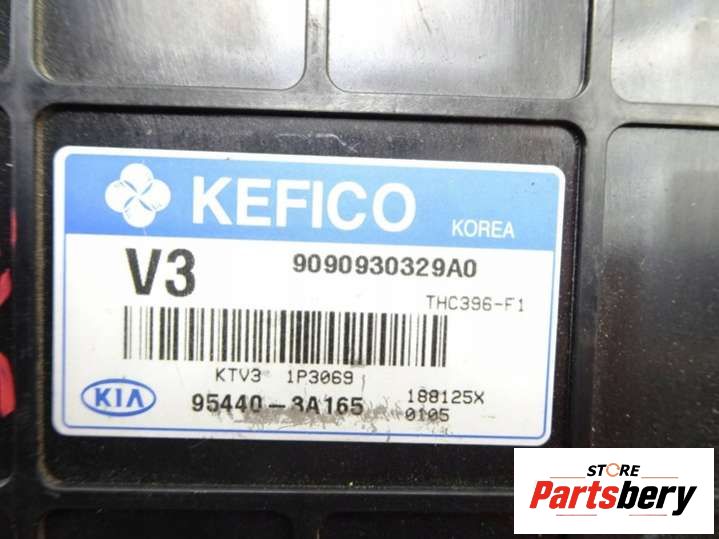 KEFICO KOREA
V3 9090930329A0
THC396-F1
KTV3 1P3069
KIA 95440-3A165 188125X
0105
STORE
Partsbery